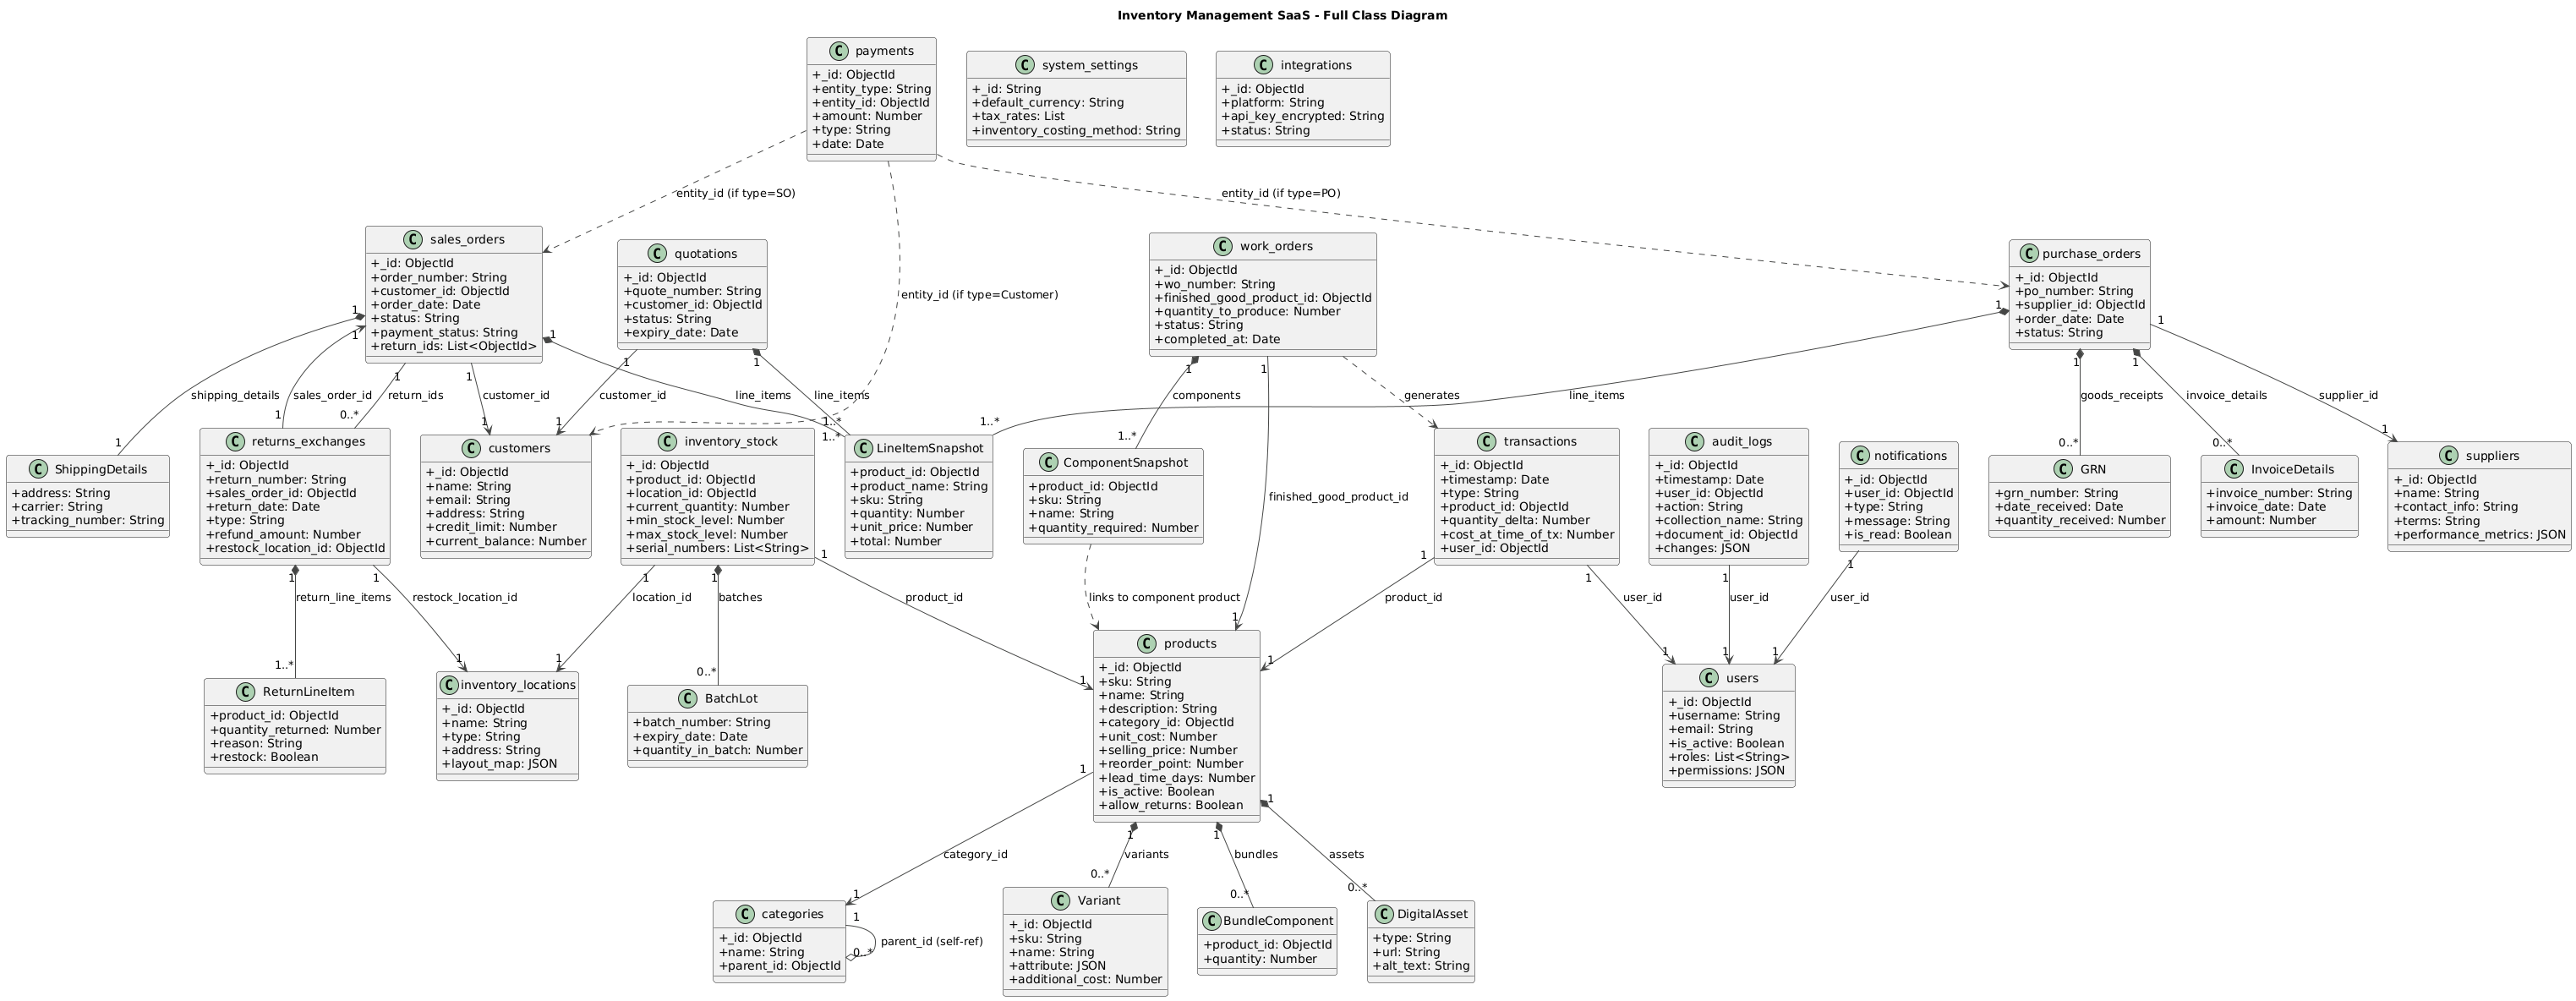 Inventory Management SaaS - Full Class Diagram
C payments
+_id: ObjectId
+entity_type: String
+entity_id: ObjectId
+amount: Number
+type: String
+date: Date
C system_settings
+_id: String
+default_currency: String
+tax_rates: List
+inventory_costing_method: String
C integrations
+_id: ObjectId
+platform: String
+api_key_encrypted: String
+status: String
entity_id (if type=SO)
entity_id (if type=PO)
entity_id (if type=Customer)
C sales_orders
+_id: ObjectId
+order_number: String
+customer_id: ObjectId
+order_date: Date
+status: String
+payment_status: String
+return_ids: List<ObjectId>
C quotations
+_id: ObjectId
+quote_number: String
+customer_id: ObjectId
+status: String
+expiry_date: Date
C work_orders
+_id: ObjectId
+wo_number: String
+finished_good_product_id: ObjectId
+quantity_to_produce: Number
+status: String
+completed_at: Date
C purchase_orders
+_id: ObjectId
+po_number: String
+supplier_id: ObjectId
+order_date: Date
+status: String
1
1
1
1
1
1
1
1
1
1
1
1
1
shipping_details
sales_order_id
return_ids
customer_id
customer_id
line_items
line_items
components
generates
line_items
goods_receipts
invoice_details
supplier_id
1
1
0..*
1
1
1..*
1..*
1..*
1..*
0..*
0..*
1
finished_good_product_id
C ShippingDetails
+address: String
+carrier: String
+tracking_number: String
C returns_exchanges
+_id: ObjectId
+return_number: String
+sales_order_id: ObjectId
+return_date: Date
+type: String
+refund_amount: Number
+restock_location_id: ObjectId
C customers
+_id: ObjectId
+name: String
+email: String
+address: String
+credit_limit: Number
+current_balance: Number
C inventory_stock
+_id: ObjectId
+product_id: ObjectId
+location_id: ObjectId
+current_quantity: Number
+min_stock_level: Number
+max_stock_level: Number
+serial_numbers: List<String>
C LineItemSnapshot
+product_id: ObjectId
+product_name: String
+sku: String
+quantity: Number
+unit_price: Number
+total: Number
C ComponentSnapshot
+product_id: ObjectId
+sku: String
+name: String
+quantity_required: Number
C transactions
+_id: ObjectId
+timestamp: Date
+type: String
+product_id: ObjectId
+quantity_delta: Number
+cost_at_time_of_tx: Number
+user_id: ObjectId
C audit_logs
+_id: ObjectId
+timestamp: Date
+user_id: ObjectId
+action: String
+collection_name: String
+document_id: ObjectId
+changes: JSON
C notifications
+_id: ObjectId
+user_id: ObjectId
+type: String
+message: String
+is_read: Boolean
C GRN
+grn_number: String
+date_received: Date
+quantity_received: Number
C InvoiceDetails
+invoice_number: String
+invoice_date: Date
+amount: Number
C suppliers
+_id: ObjectId
+name: String
+contact_info: String
+terms: String
+performance_metrics: JSON
1
1
1
1
1
1
1
1
1
return_line_items
restock_location_id
location_id
batches
product_id
links to component product
product_id
user_id
user_id
user_id
1..*
1
1
0..*
1
1
1
1
1
1
C ReturnLineItem
+product_id: ObjectId
+quantity_returned: Number
+reason: String
+restock: Boolean
C inventory_locations
+_id: ObjectId
+name: String
+type: String
+address: String
+layout_map: JSON
C BatchLot
+batch_number: String
+expiry_date: Date
+quantity_in_batch: Number
C products
+_id: ObjectId
+sku: String
+name: String
+description: String
+category_id: ObjectId
+unit_cost: Number
+selling_price: Number
+reorder_point: Number
+lead_time_days: Number
+is_active: Boolean
+allow_returns: Boolean
C users
+_id: ObjectId
+username: String
+email: String
+is_active: Boolean
+roles: List<String>
+permissions: JSON
1
1
1
1
category_id
variants
bundles
assets
1
0..*
0..*
0..*
C categories
+_id: ObjectId
+name: String
+parent_id: ObjectId
1
0..*
parent_id (self-ref)
C Variant
+_id: ObjectId
+sku: String
+name: String
+attribute: JSON
+additional_cost: Number
C BundleComponent
+product_id: ObjectId
+quantity: Number
C DigitalAsset
+type: String
+url: String
+alt_text: String